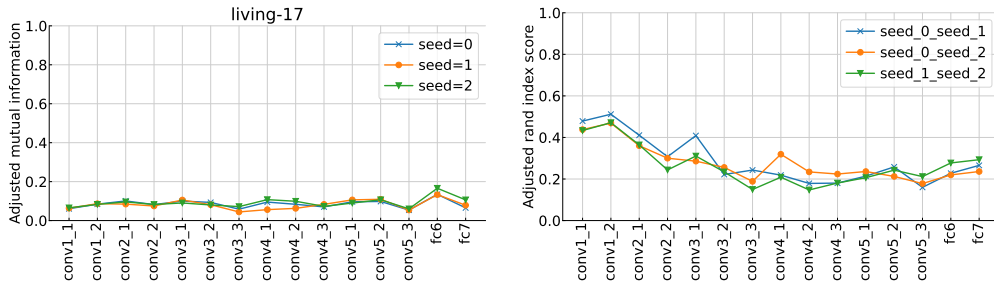 living-17
Adjusted mutual information
1.0
0.8
0.6
0.4
0.2
0.0
seed=0
seed=1
seed=2
conv1_1
conv1_2
conv2_1
conv2_2
conv3_1
conv3_2
conv3_3
conv4_1
conv4_2
conv4_3
conv5_1
conv5_2
conv5_3
fc6
fc7
Adjusted rand index score
1.0
0.8
0.6
0.4
0.2
0.0
seed_0_seed_1
seed_0_seed_2
seed_1_seed_2
conv1_1
conv1_2
conv2_1
conv2_2
conv3_1
conv3_2
conv3_3
conv4_1
conv4_2
conv4_3
conv5_1
conv5_2
conv5_3
fc6
fc7